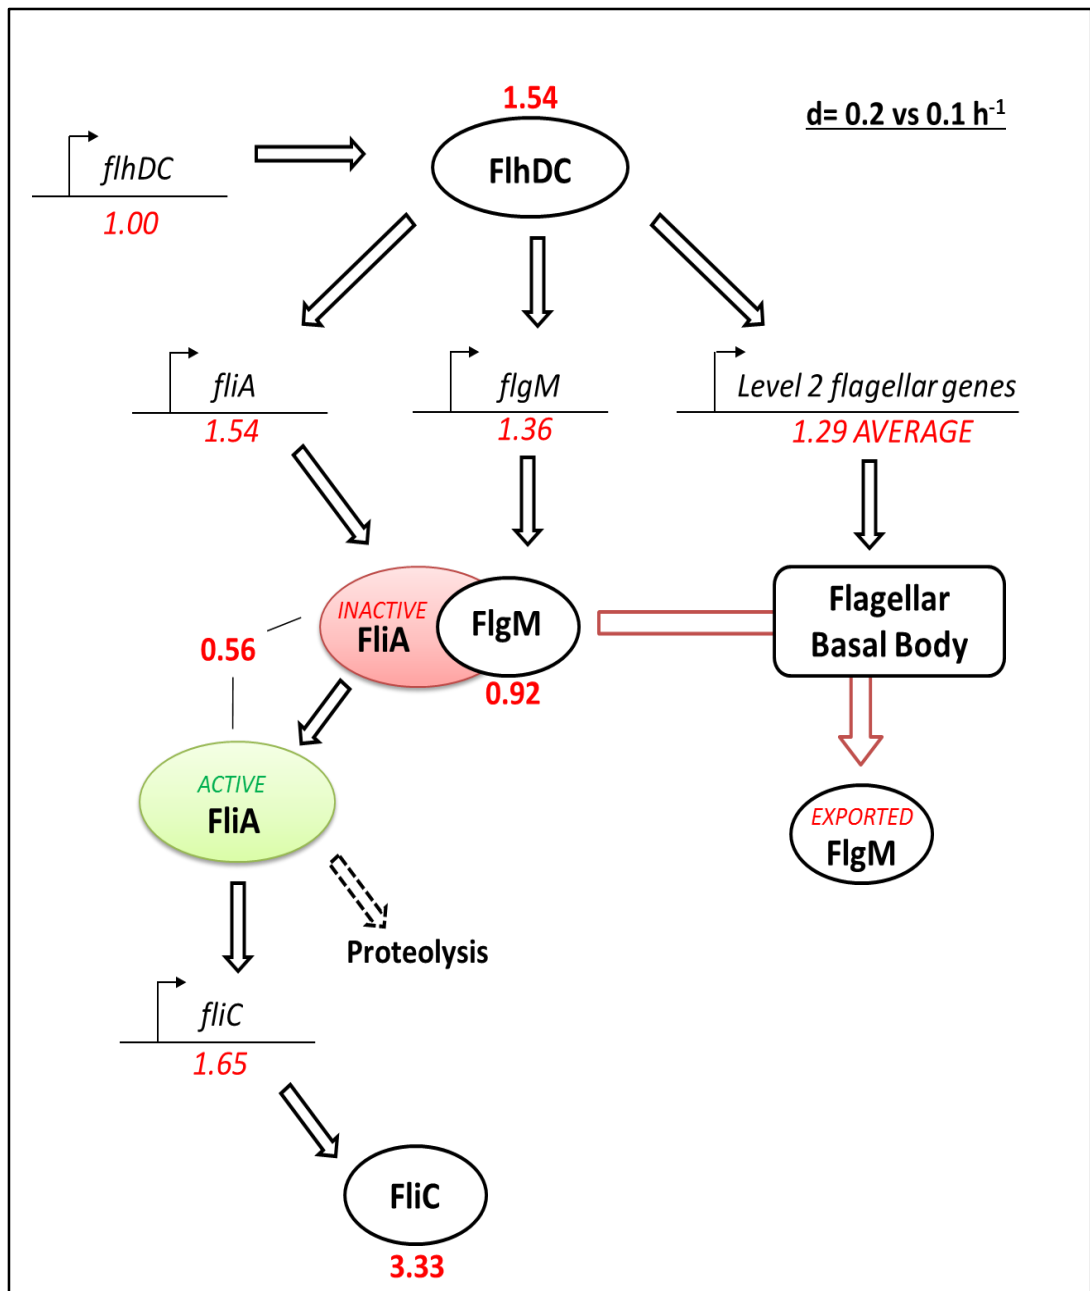 1.54
d= 0.2 vs 0.1 h-1
flhDC
1.00
FlhDC
fliA
1.54
flgM
1.36
Level 2 flagellar genes
1.29 AVERAGE
INACTIVE
FliA
FlgM
0.92
0.56
Flagellar
Basal Body
ACTIVE
FliA
EXPORTED
FlgM
Proteolysis
fliC
1.65
FliC
3.33